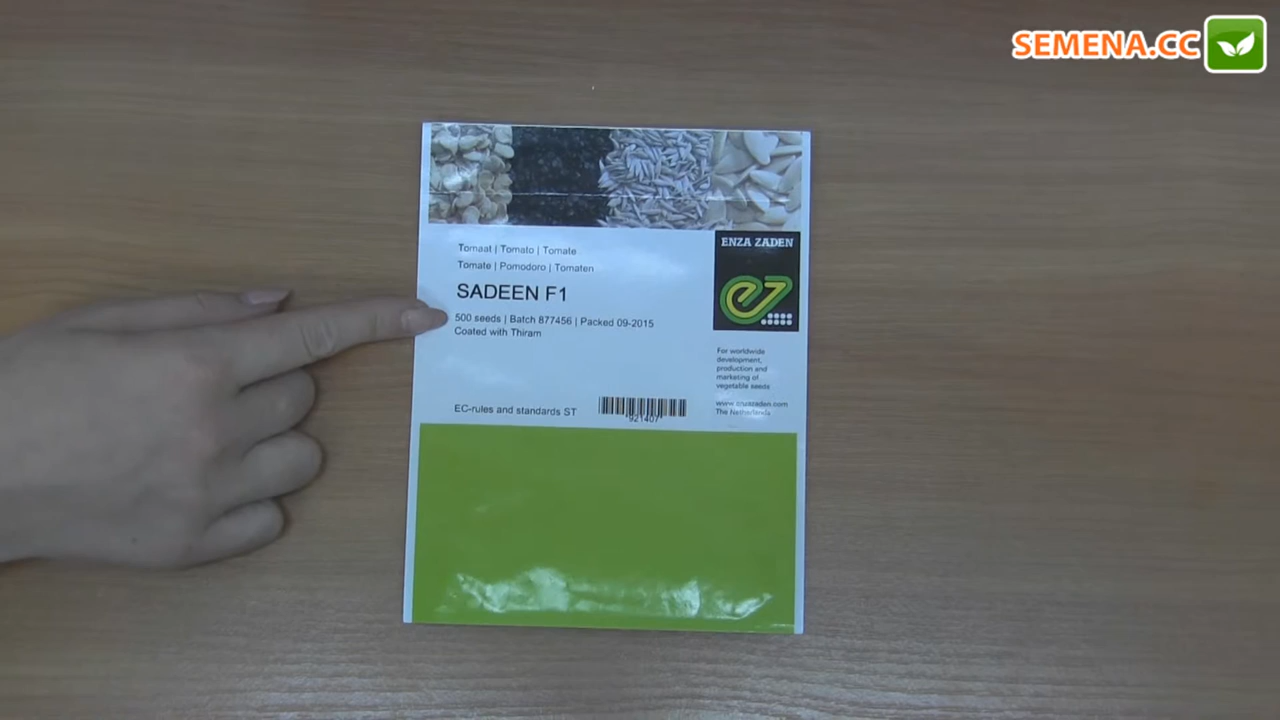 SEMENA.CC
Tomaat | Tomato | Tomate
Tomate | Pomodoro | Tomaten
SADEEN F1
500 seeds | Batch 877456 | Packed 09-2015
Coated with Thiram
EC-rules and standards ST
*921407*
ENZA ZADEN
For worldwide
development,
production and
marketing of
vegetable seeds
www.enzazaden.com
The Netherlands